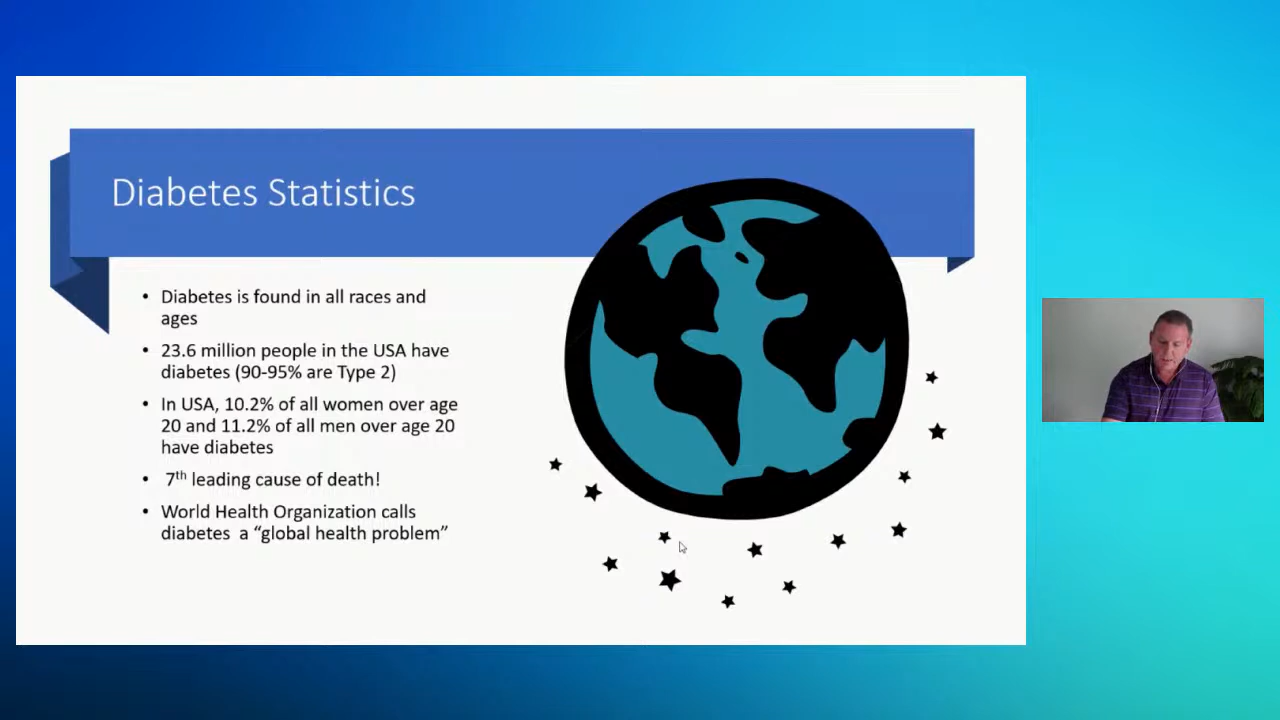 Diabetes Statistics
• Diabetes is found in all races and
ages
• 23.6 million people in the USA have
diabetes (90-95% are Type 2)
• In USA, 10.2% of all women over age
20 and 11.2% of all men over age 20
have diabetes
• 7th leading cause of death!
• World Health Organization calls
diabetes  a “global health problem”